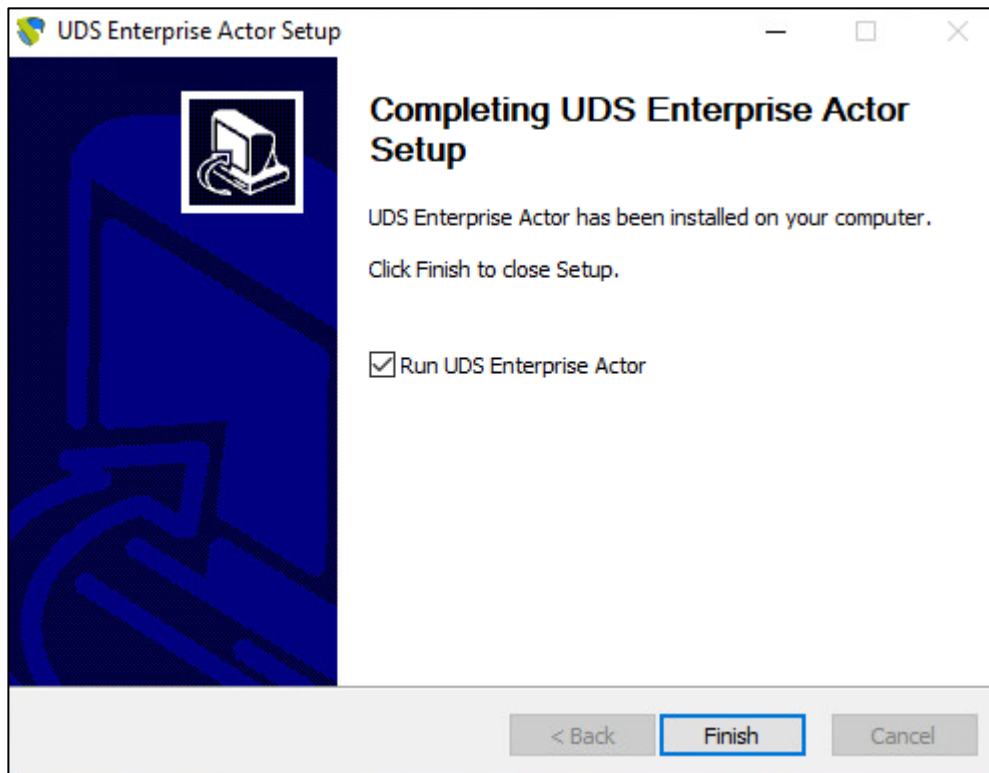 UDS Enterprise Actor Setup
Completing UDS Enterprise Actor
Setup
UDS Enterprise Actor has been installed on your computer.
Click Finish to close Setup.
Run UDS Enterprise Actor
< Back
Finish
Cancel